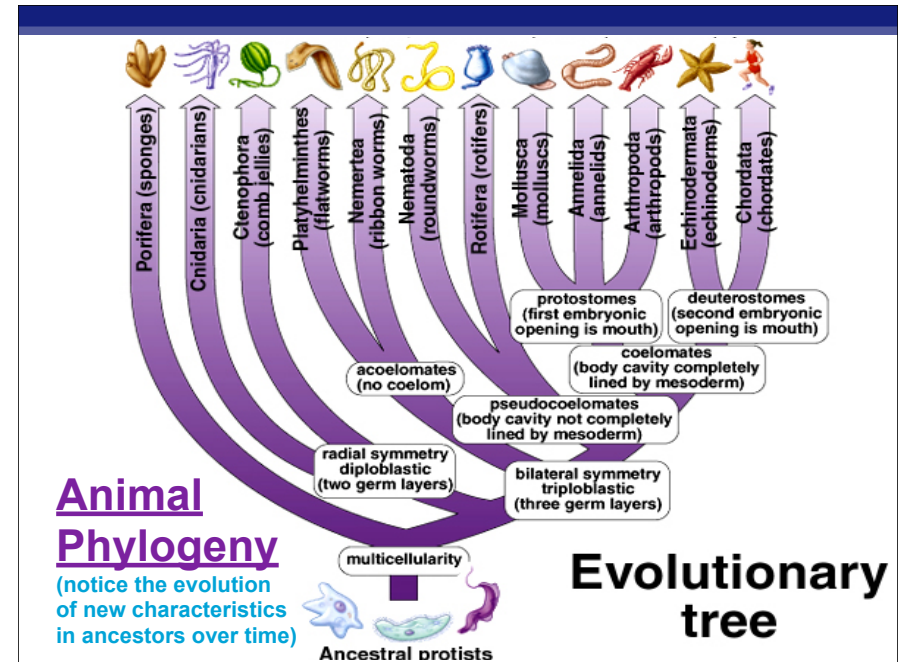 Porifera (sponges)
Cnidaria (cnidarians)
Ctenophora
(comb jellies)
Platyhelminthes
(flatworms)
Nemertea
(ribbon worms)
Nematoda
(roundworms)
Rotifera (rotifers)
Mollusca
(molluscs)
Annelida
(annelids)
Arthropoda
(arthropods)
Echinodermata
(echinoderms)
Chordata
(chordates)
protostomes
(first embryonic
opening is mouth)
deuterostomes
(second embryonic
opening is mouth)
coelomates
(body cavity completely
lined by mesoderm)
acoelomates
(no coelom)
pseudocoelomates
(body cavity not completely
lined by mesoderm)
radial symmetry
diploblastic
(two germ layers)
bilateral symmetry
triploblastic
(three germ layers)
Animal
Phylogeny
(notice the evolution
of new characteristics
in ancestors over time)
multicellularity
Evolutionary
tree
Ancestral protists